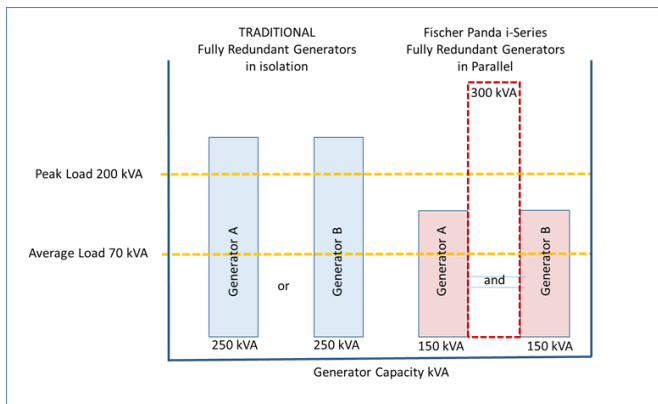 TRADITIONAL
Fully Redundant Generators
in isolation
Fischer Panda i-Series
Fully Redundant Generators
in Parallel
300 kVA
Peak Load 200 kVA
Average Load 70 kVA
Generator A
or
Generator B
Generator A
and
Generator B
250 kVA
250 kVA
150 kVA
150 kVA
Generator Capacity kVA